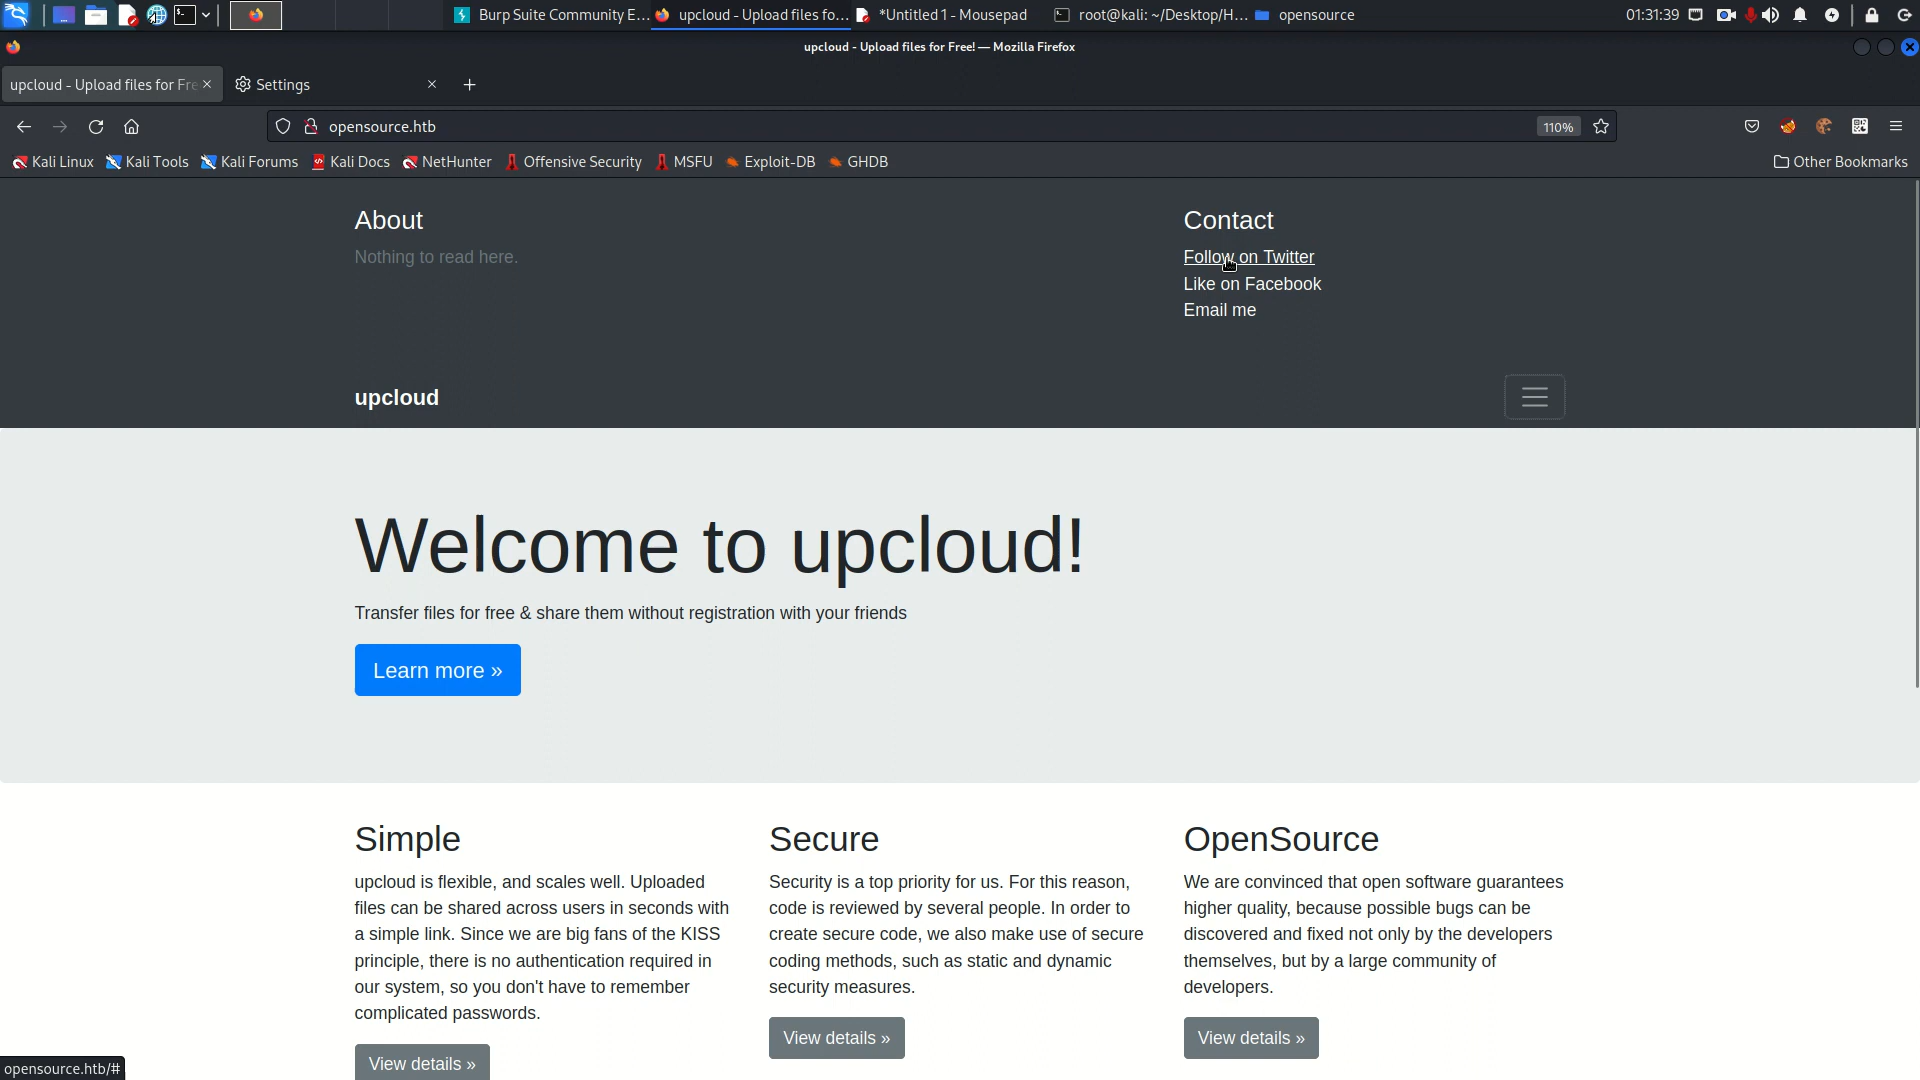 Burp Suite Community E...
upcloud - Upload files fo...
*Untitled 1 - Mousepad
root@kali: ~/Desktop/H...
opensource
01:31:39
upcloud - Upload files for Free! — Mozilla Firefox
upcloud - Upload files for Fre
Settings
opensource.htb
110%
Kali Linux
Kali Tools
Kali Forums
Kali Docs
NetHunter
Offensive Security
MSFU
Exploit-DB
GHDB
Other Bookmarks
About
Nothing to read here.
Contact
Follow on Twitter
Like on Facebook
Email me
upcloud
Welcome to upcloud!
Transfer files for free & share them without registration with your friends
Learn more »
Simple
upcloud is flexible, and scales well. Uploaded
files can be shared across users in seconds with
a simple link. Since we are big fans of the KISS
principle, there is no authentication required in
our system, so you don't have to remember
complicated passwords.
View details »
Secure
Security is a top priority for us. For this reason,
code is reviewed by several people. In order to
create secure code, we also make use of secure
coding methods, such as static and dynamic
security measures.
View details »
OpenSource
We are convinced that open software guarantees
higher quality, because possible bugs can be
discovered and fixed not only by the developers
themselves, but by a large community of
developers.
View details »
opensource.htb/#